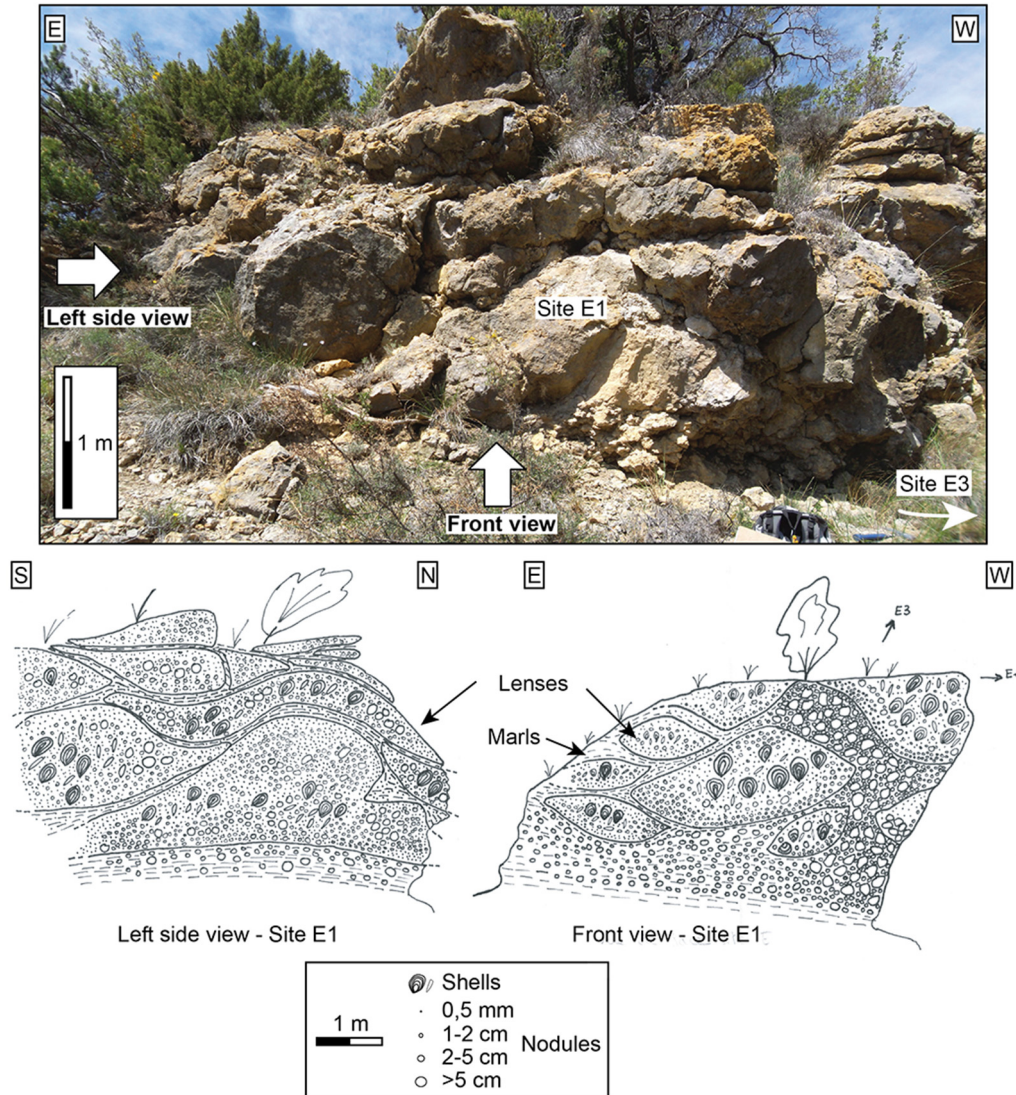 E
W
Left side view
Site E1
1 m
Front view
Site E3
S
N
E
W
E3
Lenses
Marls
Left side view - Site E1
Front view - Site E1
Shells
0,5 mm
1-2 cm
2-5 cm
>5 cm
Nodules
1 m